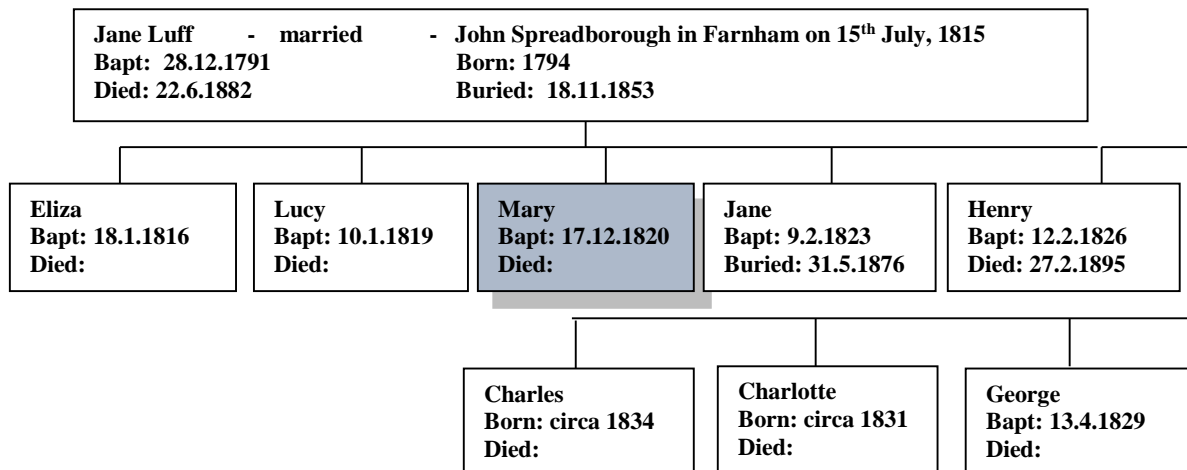 Jane Luff - married - John Spreadborough in Farnham on 15th July, 1815
Bapt: 28.12.1791 Born: 1794
Died: 22.6.1882 Buried: 18.11.1853
Eliza
Bapt: 18.1.1816
Died:
Lucy
Bapt: 10.1.1819
Died:
Mary
Bapt: 17.12.1820
Died:
Jane
Bapt: 9.2.1823
Buried: 31.5.1876
Henry
Bapt: 12.2.1826
Died: 27.2.1895
Charles
Born: circa 1834
Died:
Charlotte
Born: circa 1831
Died:
George
Bapt: 13.4.1829
Died: